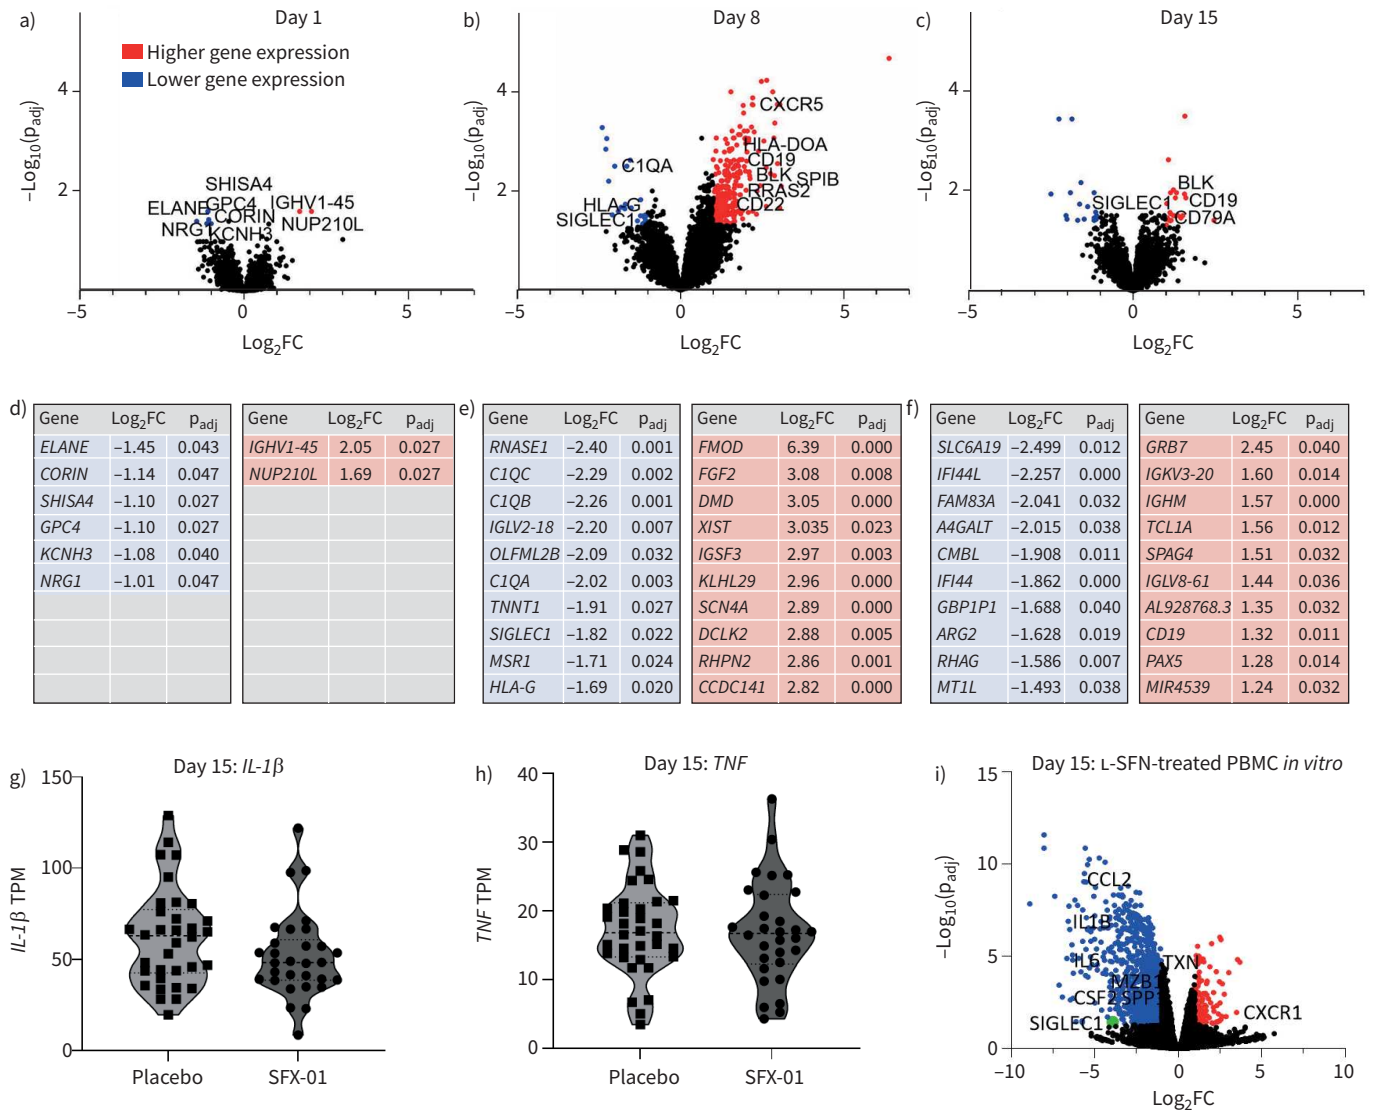 a) Day 1
Higher gene expression
Lower gene expression
–Log10(padj)
4
2
SHISA4
ELANE
GPC4
IGHV1-45
CORIN
NRG1
KCNH3
NUP210L
–5 0 5
Log2FC
b) Day 8
–Log10(padj)
4
2
CXCR5
HLA-DOA
C1QA
CD19
BLK
SPIB
RRAS2
HLA-G
CD22
SIGLEC1
–5 0 5
Log2FC
c) Day 15
–Log10(padj)
4
2
BLK
SIGLEC1
CD19
CD79A
–5 0 5
Log2FC
d)
Gene Log2FC padj
ELANE –1.45 0.043
CORIN –1.14 0.047
SHISA4 –1.10 0.027
GPC4 –1.10 0.027
KCNH3 –1.08 0.040
NRG1 –1.01 0.047
Gene Log2FC padj
IGHV1-45 2.05 0.027
NUP210L 1.69 0.027
e)
Gene Log2FC padj
RNASE1 –2.40 0.001
C1QC –2.29 0.002
C1QB –2.26 0.001
IGLV2-18 –2.20 0.007
OLFML2B –2.09 0.032
C1QA –2.02 0.003
TNNT1 –1.91 0.027
SIGLEC1 –1.82 0.022
MSR1 –1.71 0.024
HLA-G –1.69 0.020
Gene Log2FC padj
FMOD 6.39 0.000
FGF2 3.08 0.008
DMD 3.05 0.000
XIST 3.035 0.023
IGSF3 2.97 0.003
KLHL29 2.96 0.000
SCN4A 2.89 0.000
DCLK2 2.88 0.005
RHPN2 2.86 0.001
CCDC141 2.82 0.000
f)
Gene Log2FC padj
SLC6A19 –2.499 0.012
IFI44L –2.257 0.000
FAM83A –2.041 0.032
A4GALT –2.015 0.038
CMBL –1.908 0.011
IFI44 –1.862 0.000
GBP1P1 –1.688 0.040
ARG2 –1.628 0.019
RHAG –1.586 0.007
MT1L –1.493 0.038
Gene Log2FC padj
GRB7 2.45 0.040
IGKV3-20 1.60 0.014
IGHM 1.57 0.000
TCL1A 1.56 0.012
SPAG4 1.51 0.032
IGLV8-61 1.44 0.036
AL928768.3 1.35 0.032
CD19 1.32 0.011
PAX5 1.28 0.014
MIR4539 1.24 0.032
g) Day 15: IL-1β
IL-1β TPM
150
100
50
0
Placebo SFX-01
h) Day 15: TNF
TNF TPM
40
30
20
10
0
Placebo SFX-01
i) Day 15: L-SFN-treated PBMC in vitro
–Log10(padj)
15
10
5
0
CCL2
IL1B
IL6
TXN
MZB1
CSF2 SPP1
SIGLEC1
CXCR1
–10 –5 0 5 10
Log2FC